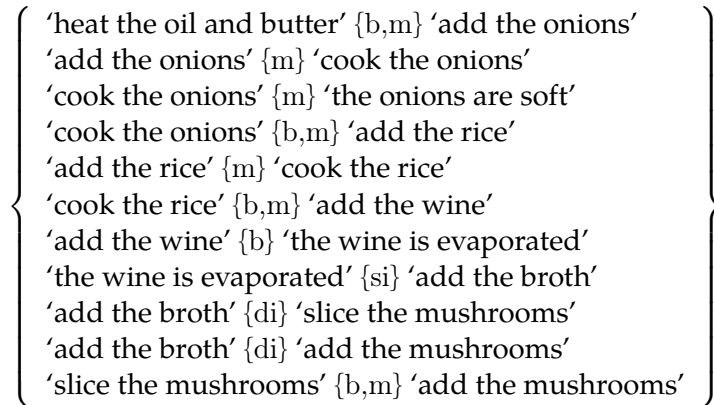 ‘heat the oil and butter’ {b,m} ‘add the onions’
‘add the onions’ {m} ‘cook the onions’
‘cook the onions’ {m} ‘the onions are soft’
‘cook the onions’ {b,m} ‘add the rice’
‘add the rice’ {m} ‘cook the rice’
‘cook the rice’ {b,m} ‘add the wine’
‘add the wine’ {b} ‘the wine is evaporated’
‘the wine is evaporated’ {si} ‘add the broth’
‘add the broth’ {di} ‘slice the mushrooms’
‘add the broth’ {di} ‘add the mushrooms’
‘slice the mushrooms’ {b,m} ‘add the mushrooms’